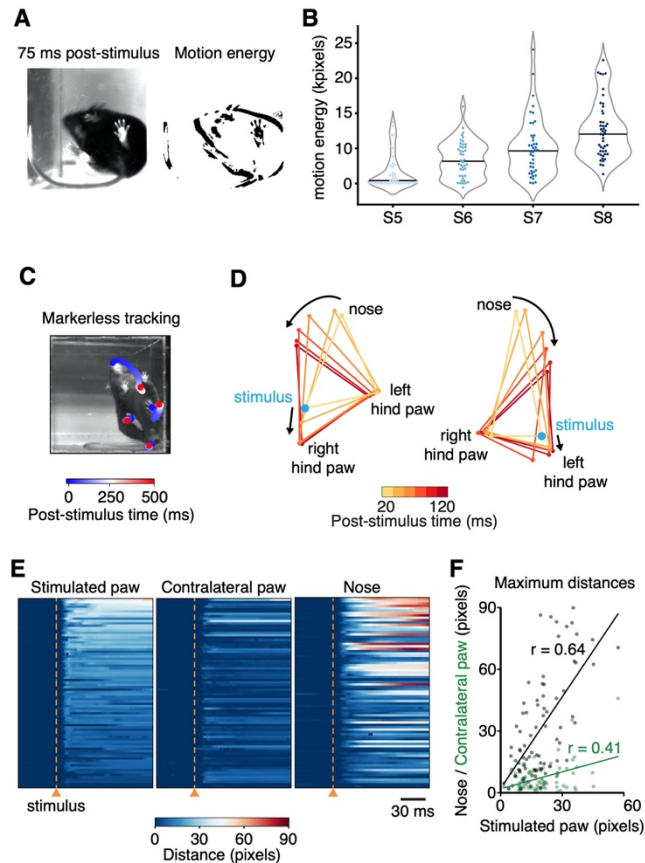 A
75 ms post-stimulus
Motion energy
B
motion energy (kpixels)
25
20
15
10
5
0
S5
S6
S7
S8
C
Markerless tracking
0
250
500
Post-stimulus time (ms)
D
nose
stimulus
left
hind paw
right
hind paw
nose
stimulus
right
hind paw
left
hind paw
20
120
Post-stimulus time (ms)
E
Stimulated paw
Contralateral paw
Nose
stimulus
30 ms
0
30
60
90
Distance (pixels)
F
Maximum distances
Nose / Contralateral paw (pixels)
90
60
30
0
r = 0.64
r = 0.41
0
30
60
Stimulated paw (pixels)